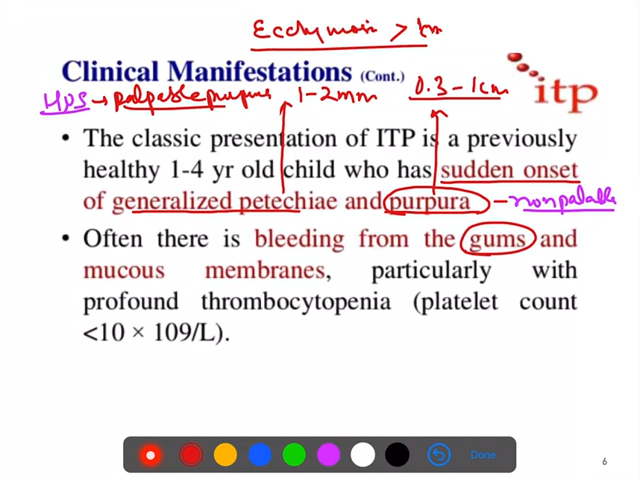 Ecchymosis > 1cm
Clinical Manifestations (Cont.)
itp
HPS → palpable purpura 1-2mm 0.3-1cm
• The classic presentation of ITP is a previously
healthy 1-4 yr old child who has sudden onset
of generalized petechiae and purpura – nonpalable
• Often there is bleeding from the gums and
mucous membranes, particularly with
profound thrombocytopenia (platelet count
<10 × 109/L).
Done
6